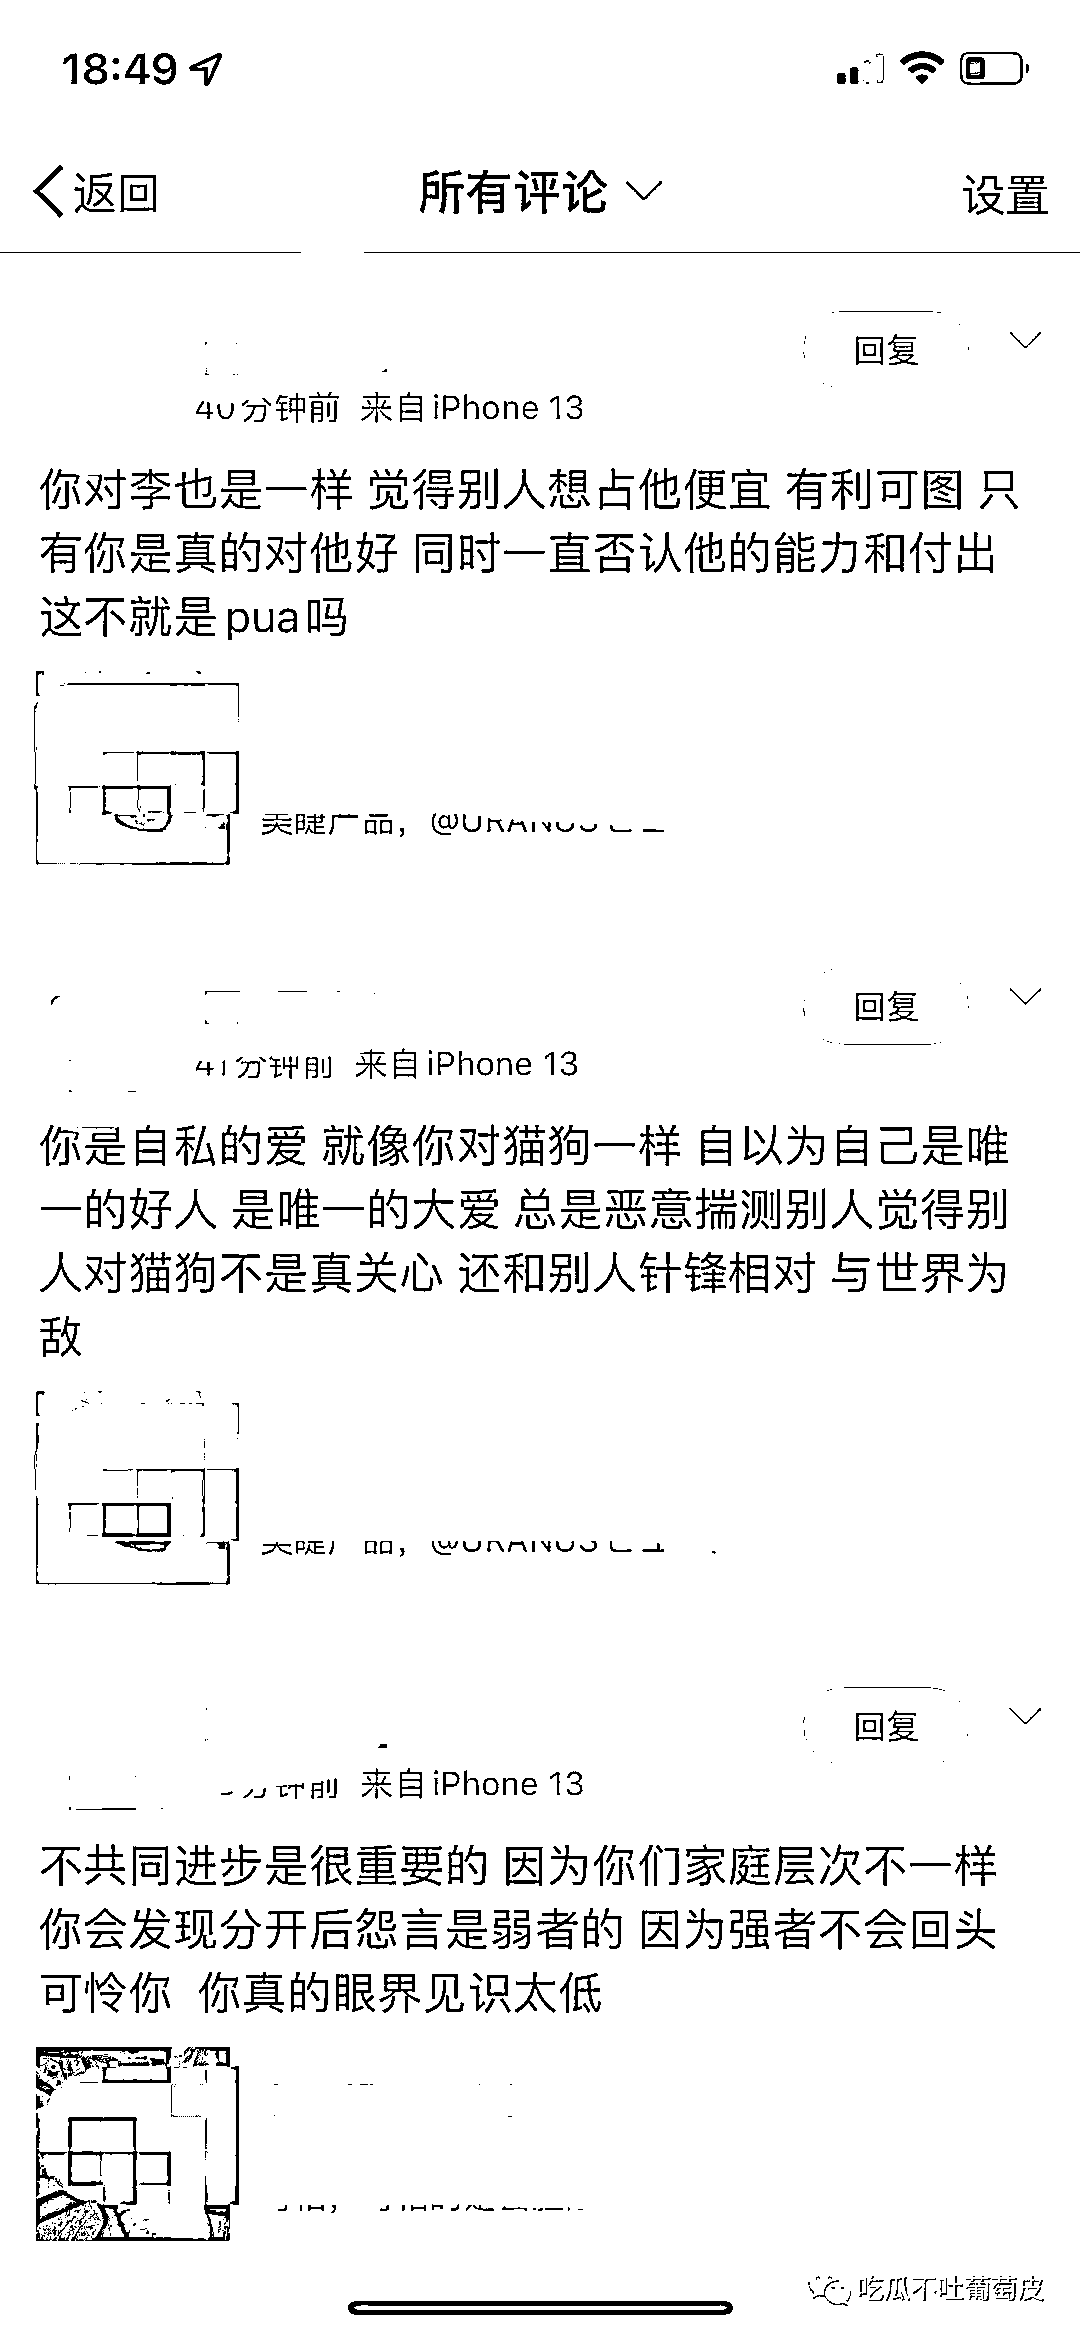 18:49
返回 所有评论 设置
回复
40分钟前 来自iPhone 13
你对李也是一样 觉得别人想占他便宜 有利可图 只
有你是真的对他好 同时一直否认他的能力和付出
这不就是pua吗
产品，@URANUS
回复
41分钟前 来自iPhone 13
你是自私的爱 就像你对猫狗一样 自以为自己是唯
一的好人 是唯一的大爱 总是恶意揣测别人觉得别
人对猫狗不是真关心 还和别人针锋相对 与世界为
敌
产品，@URANUS
回复
分钟前 来自iPhone 13
不共同进步是很重要的 因为你们家庭层次不一样
你会发现分开后怨言是弱者的 因为强者不会回头
可怜你 你真的眼界见识太低
吃瓜不吐葡萄皮